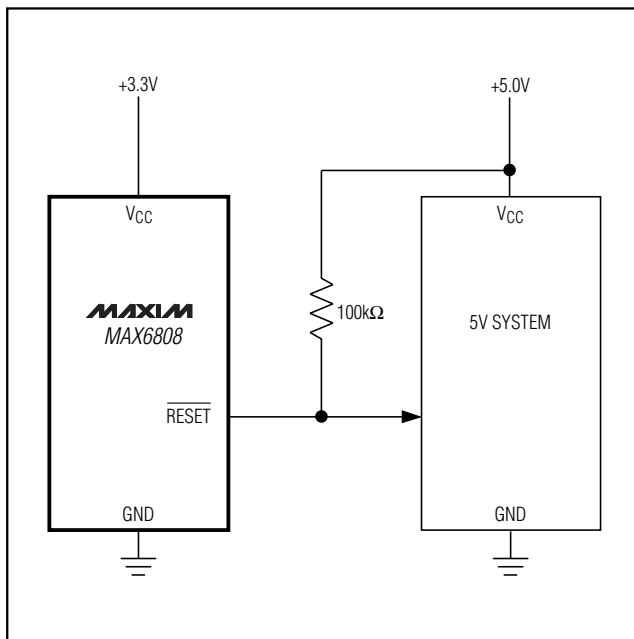 +3.3V
+5.0V
VCC
VCC
MAXIM
MAX6808
100kΩ
5V SYSTEM
RESET
GND
GND